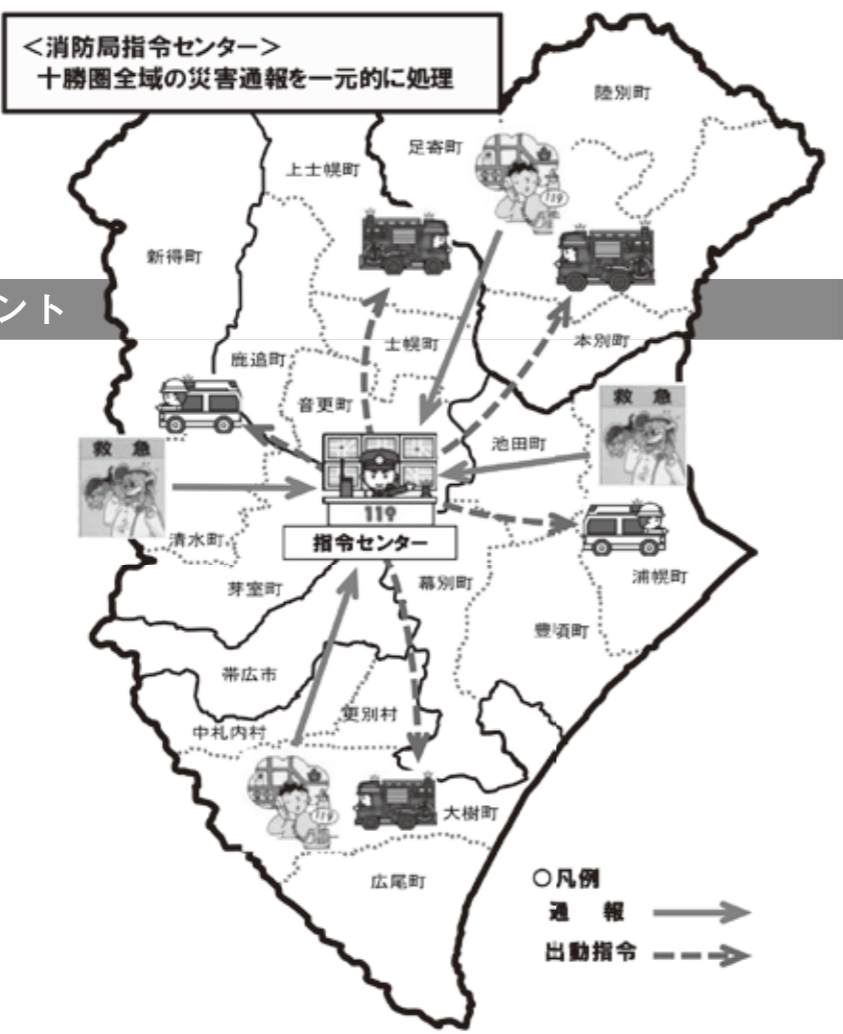 <消防局指令センター>
十勝圏全域の災害通報を一元的に処理
陸別町
足寄町
上士幌町
119
新得町
ント
士幌町
本別町
鹿追町
音更町
救 急
池田町
救 急
119
指令センター
清水町
幕別町
浦幌町
芽室町
豊頃町
帯広市
更別村
中札内村
119
大樹町
広尾町
○凡例
通 報
出動指令